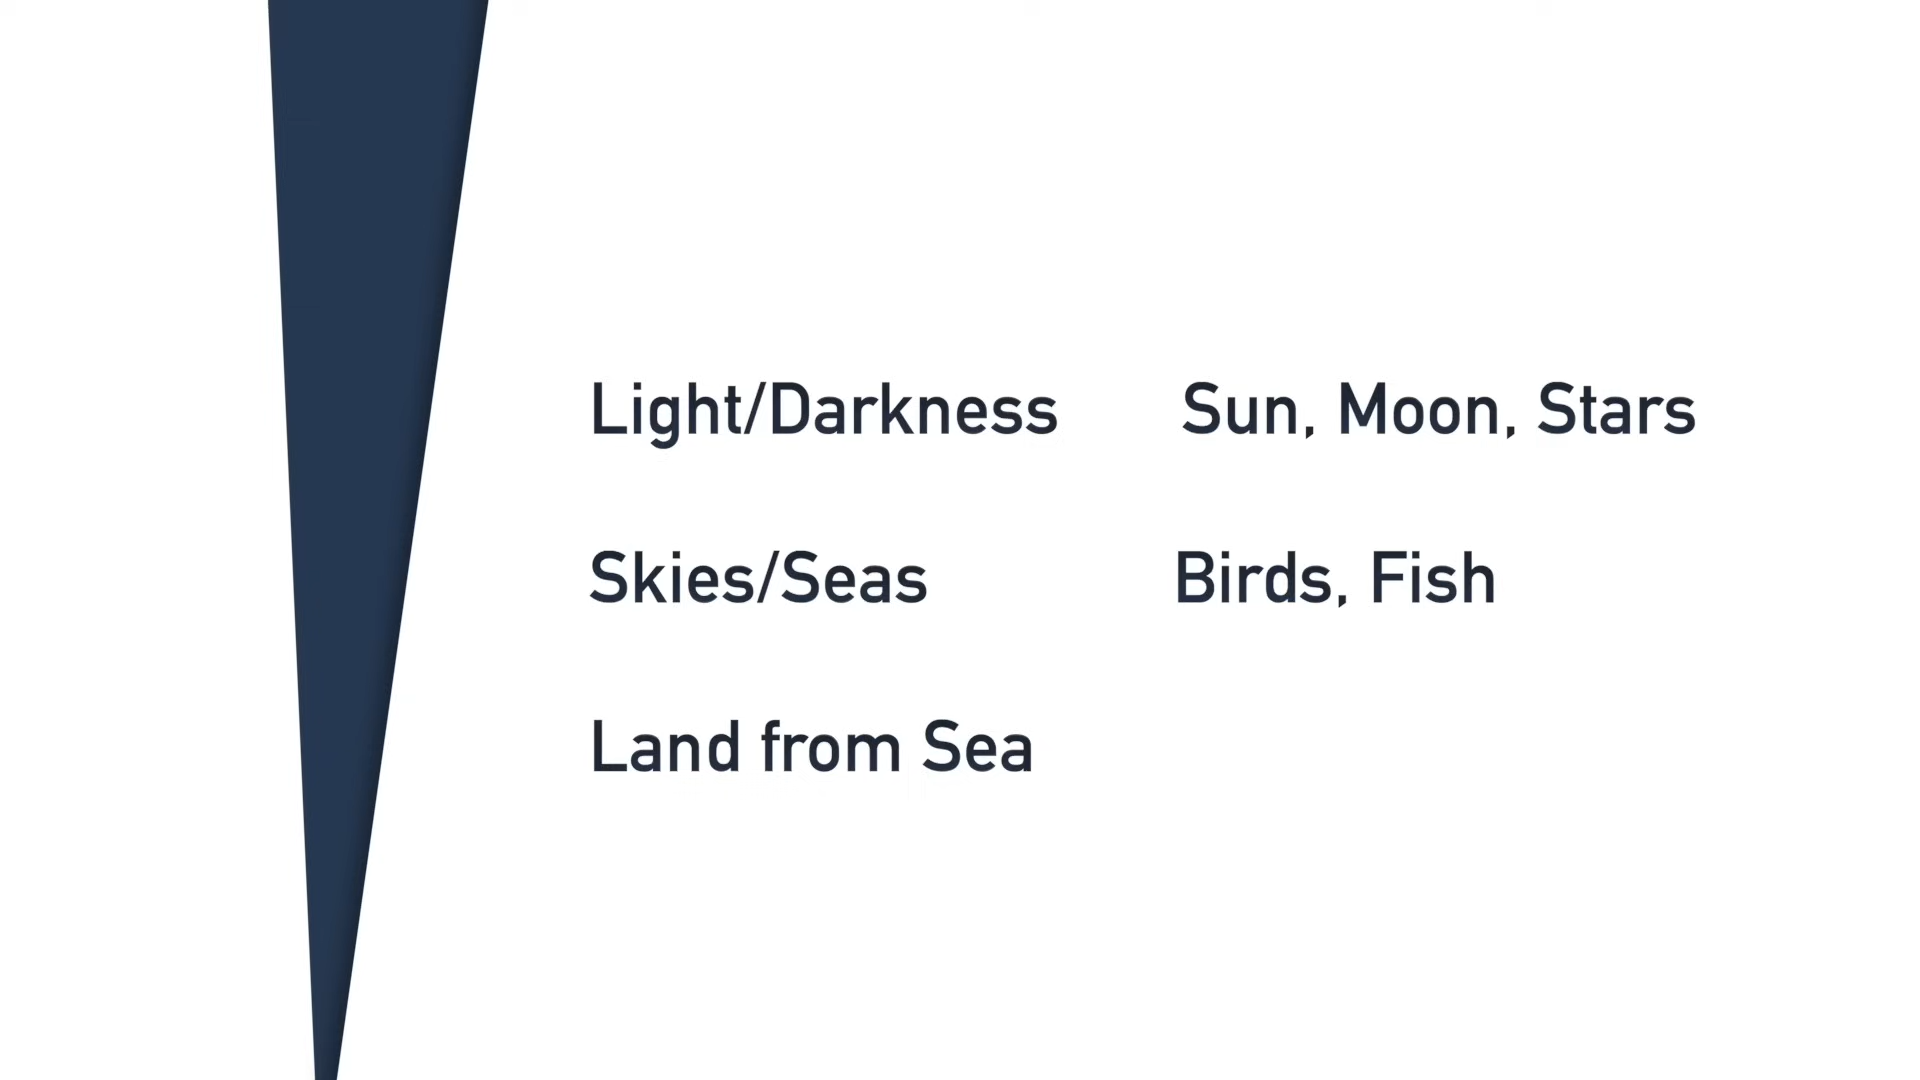 Light/Darkness Sun, Moon, Stars
Skies/Seas Birds, Fish
Land from Sea